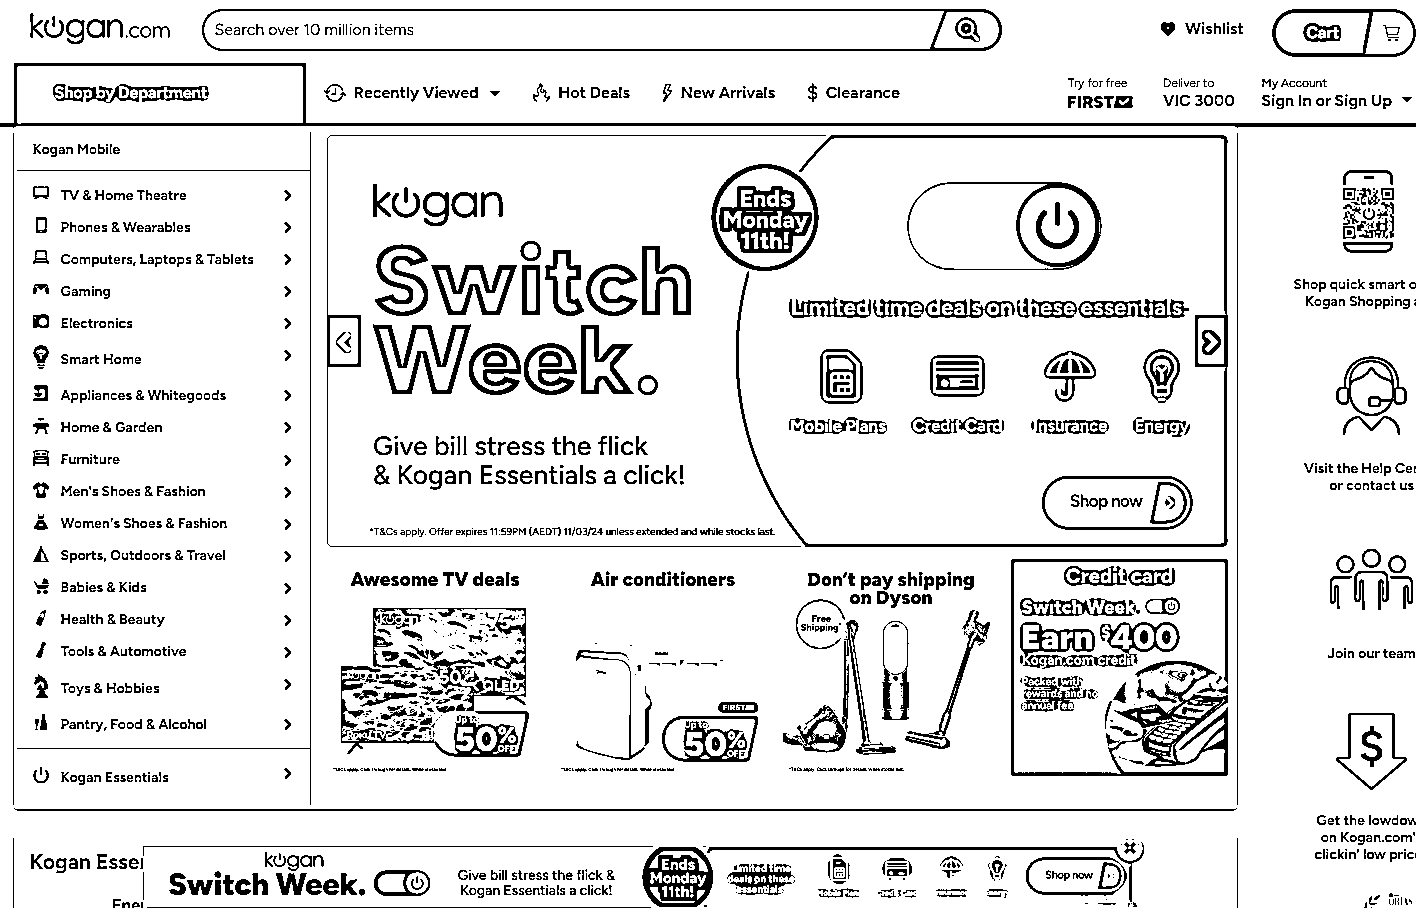 kogan.com
Search over 10 million items
Wishlist
Cart
Shop by Department
Recently Viewed
Hot Deals
New Arrivals
$ Clearance
Try for free
FIRST
Deliver to
VIC 3000
My Account
Sign In or Sign Up
Kogan Mobile
TV & Home Theatre
Phones & Wearables
Computers, Laptops & Tablets
Gaming
Electronics
Smart Home
Appliances & Whitegoods
Home & Garden
Furniture
Men's Shoes & Fashion
Women's Shoes & Fashion
Sports, Outdoors & Travel
Babies & Kids
Health & Beauty
Tools & Automotive
Toys & Hobbies
Pantry, Food & Alcohol
Kogan Essentials
kogan
Switch
Week.
Give bill stress the flick
& Kogan Essentials a click!
*T&Cs apply. Offer expires 11:59PM (AEDT) 11/03/24 unless extended and while stocks last.
Ends
Monday
11th!
Limited time deals on these essentials
Mobile Plans
Credit Card
Insurance
Energy
Shop now
Awesome TV deals
kogan
75"
50"
QLED
Up to
50%
OFF
Air conditioners
FIRST
Up to
50%
OFF
Don't pay shipping
on Dyson
Free
Shipping*
Credit card
Switch Week.
Earn $400
Kogan.com credit
Packed with
rewards and no
annual fee
Shop quick smart o
Kogan Shopping a
Visit the Help Cen
or contact us
Join our team
Get the lowdow
on Kogan.com'
clickin' low price
Kogan Esse
Ener
kogan
Switch Week.
Give bill stress the flick &
Kogan Essentials a click!
Ends
Monday
11th!
Limited time
deals on these
essentials
Shop now